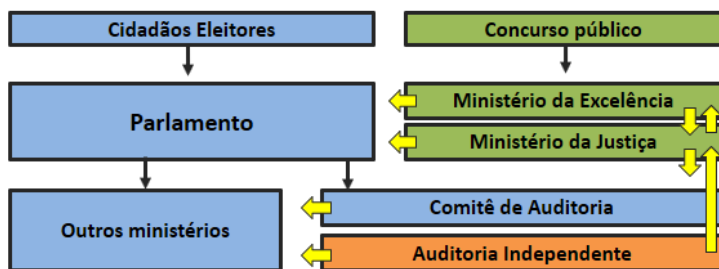 Cidadãos Eleitores
Concurso público
Parlamento
Ministério da Excelência
Ministério da Justiça
Outros ministérios
Comitê de Auditoria
Auditoria Independente